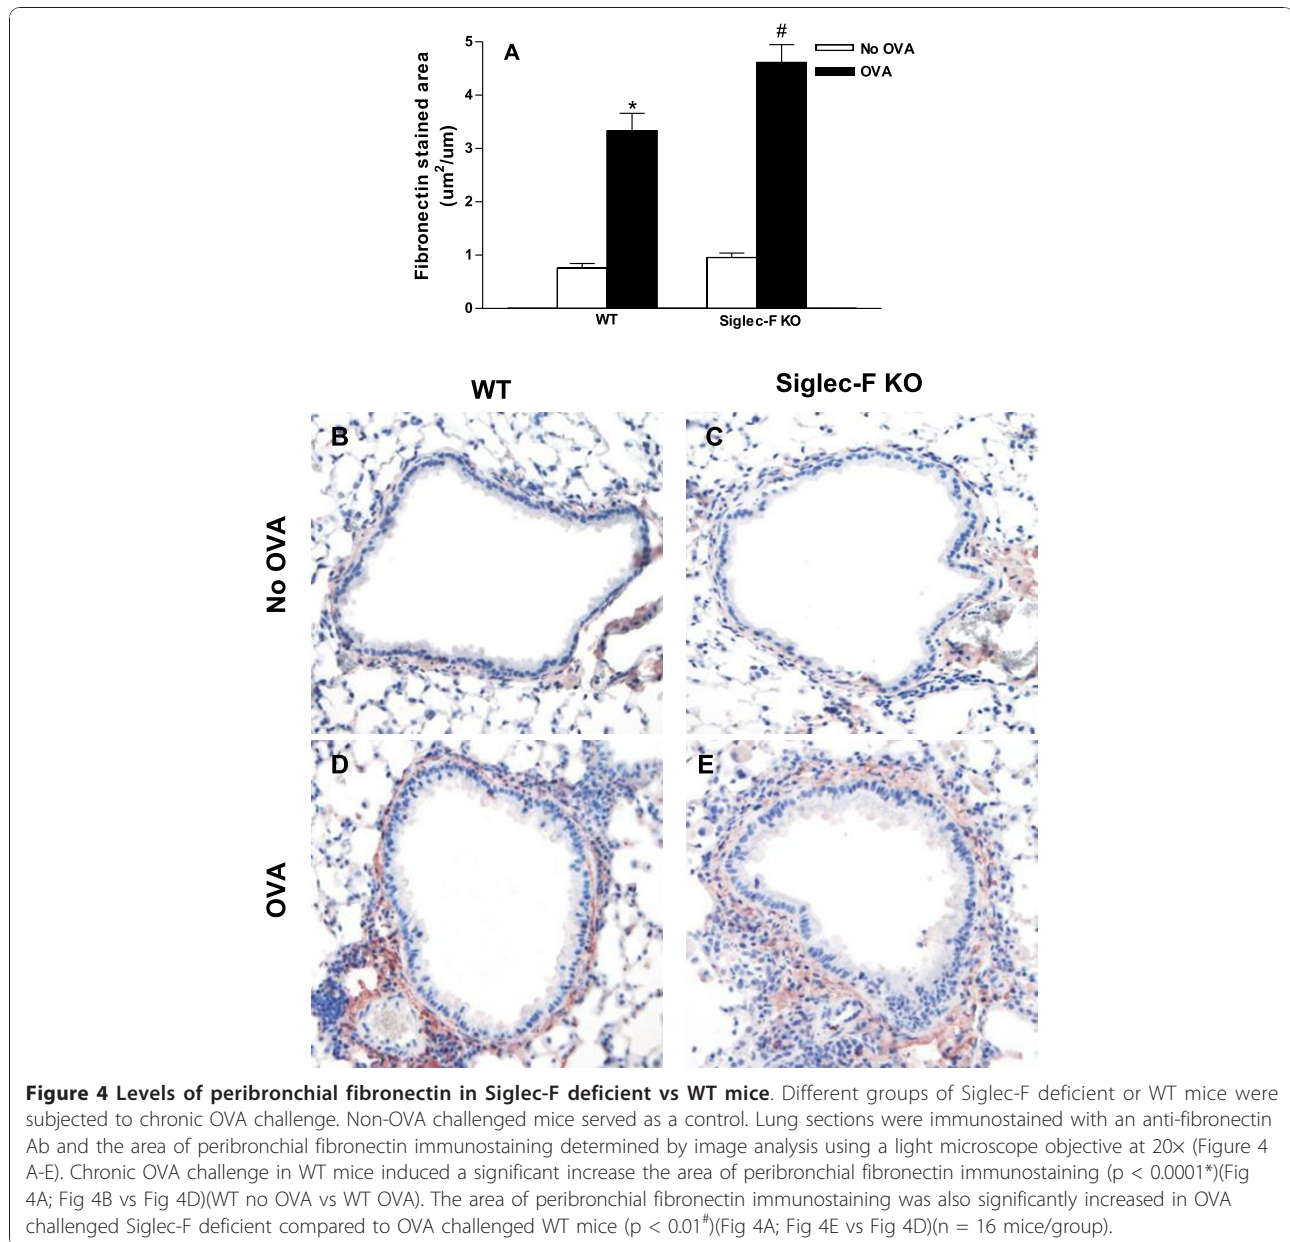 A
#
*
No OVA
OVA
5
4
3
2
1
0
Fibronectin stained area
(um²/um)
WT
Siglec-F KO
WT
Siglec-F KO
No OVA
B
C
OVA
D
E
Figure 4 Levels of peribronchial fibronectin in Siglec-F deficient vs WT mice. Different groups of Siglec-F deficient or WT mice were
subjected to chronic OVA challenge. Non-OVA challenged mice served as a control. Lung sections were immunostained with an anti-fibronectin
Ab and the area of peribronchial fibronectin immunostaining determined by image analysis using a light microscope objective at 20× (Figure 4
A-E). Chronic OVA challenge in WT mice induced a significant increase the area of peribronchial fibronectin immunostaining (p < 0.0001*)(Fig
4A; Fig 4B vs Fig 4D)(WT no OVA vs WT OVA). The area of peribronchial fibronectin immunostaining was also significantly increased in OVA
challenged Siglec-F deficient compared to OVA challenged WT mice (p < 0.01#)(Fig 4A; Fig 4E vs Fig 4D)(n = 16 mice/group).